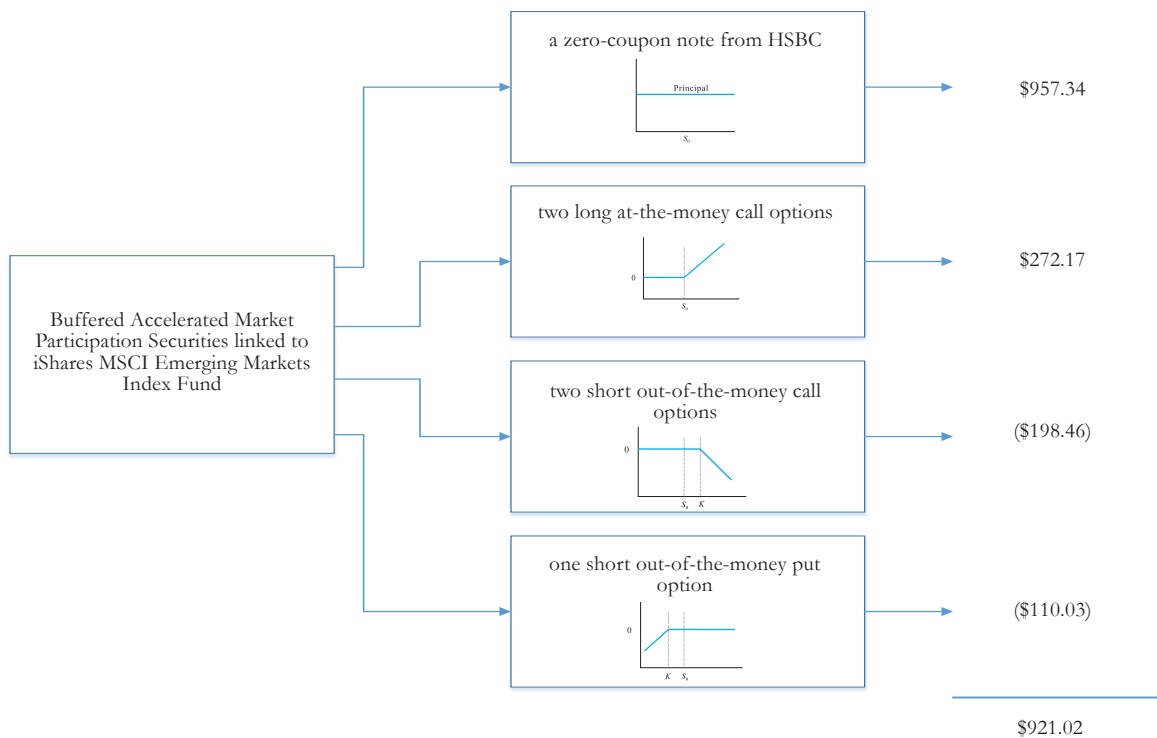 Buffered Accelerated Market
Participation Securities linked to
iShares MSCI Emerging Markets
Index Fund
a zero-coupon note from HSBC
Principal
S₀
$957.34
two long at-the-money call options
0
S₀
$272.17
two short out-of-the-money call
options
0
S₀ K
($198.46)
one short out-of-the-money put
option
0
K S₀
($110.03)
$921.02